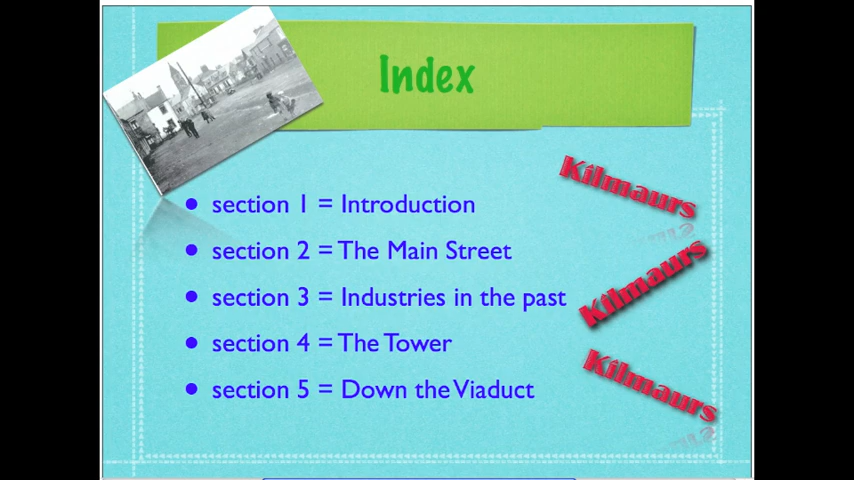 Index
Kilmaurs
• section 1 = Introduction
• section 2 = The Main Street
Kilmaurs
• section 3 = Industries in the past
• section 4 = The Tower
Kilmaurs
• section 5 = Down the Viaduct